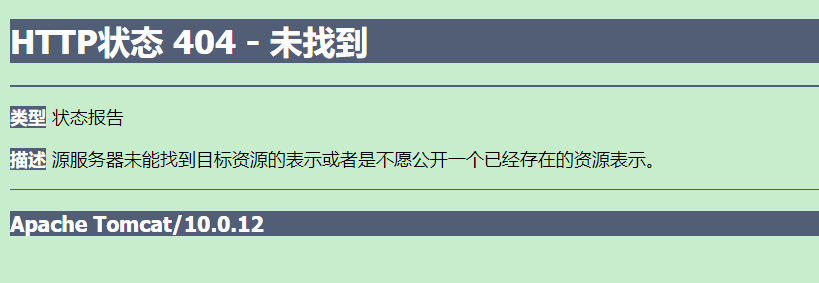 HTTP状态 404 - 未找到
类型 状态报告
描述 源服务器未能找到目标资源的表示或者是不愿公开一个已经存在的资源表示。
Apache Tomcat/10.0.12